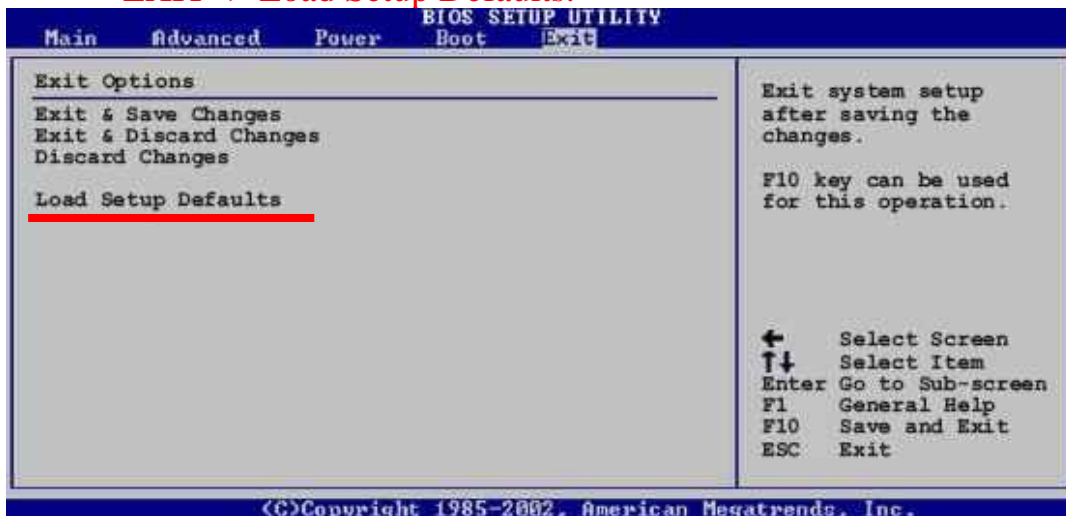 BIOS SETUP UTILITY
Main Advanced Power Boot Exit
Exit Options
Exit & Save Changes
Exit & Discard Changes
Discard Changes
Load Setup Defaults
Exit system setup
after saving the
changes.
F10 key can be used
for this operation.
← Select Screen
↑↓ Select Item
Enter Go to Sub-screen
F1 General Help
F10 Save and Exit
ESC Exit
(C)Copyright 1985-2002, American Megatrends, Inc.